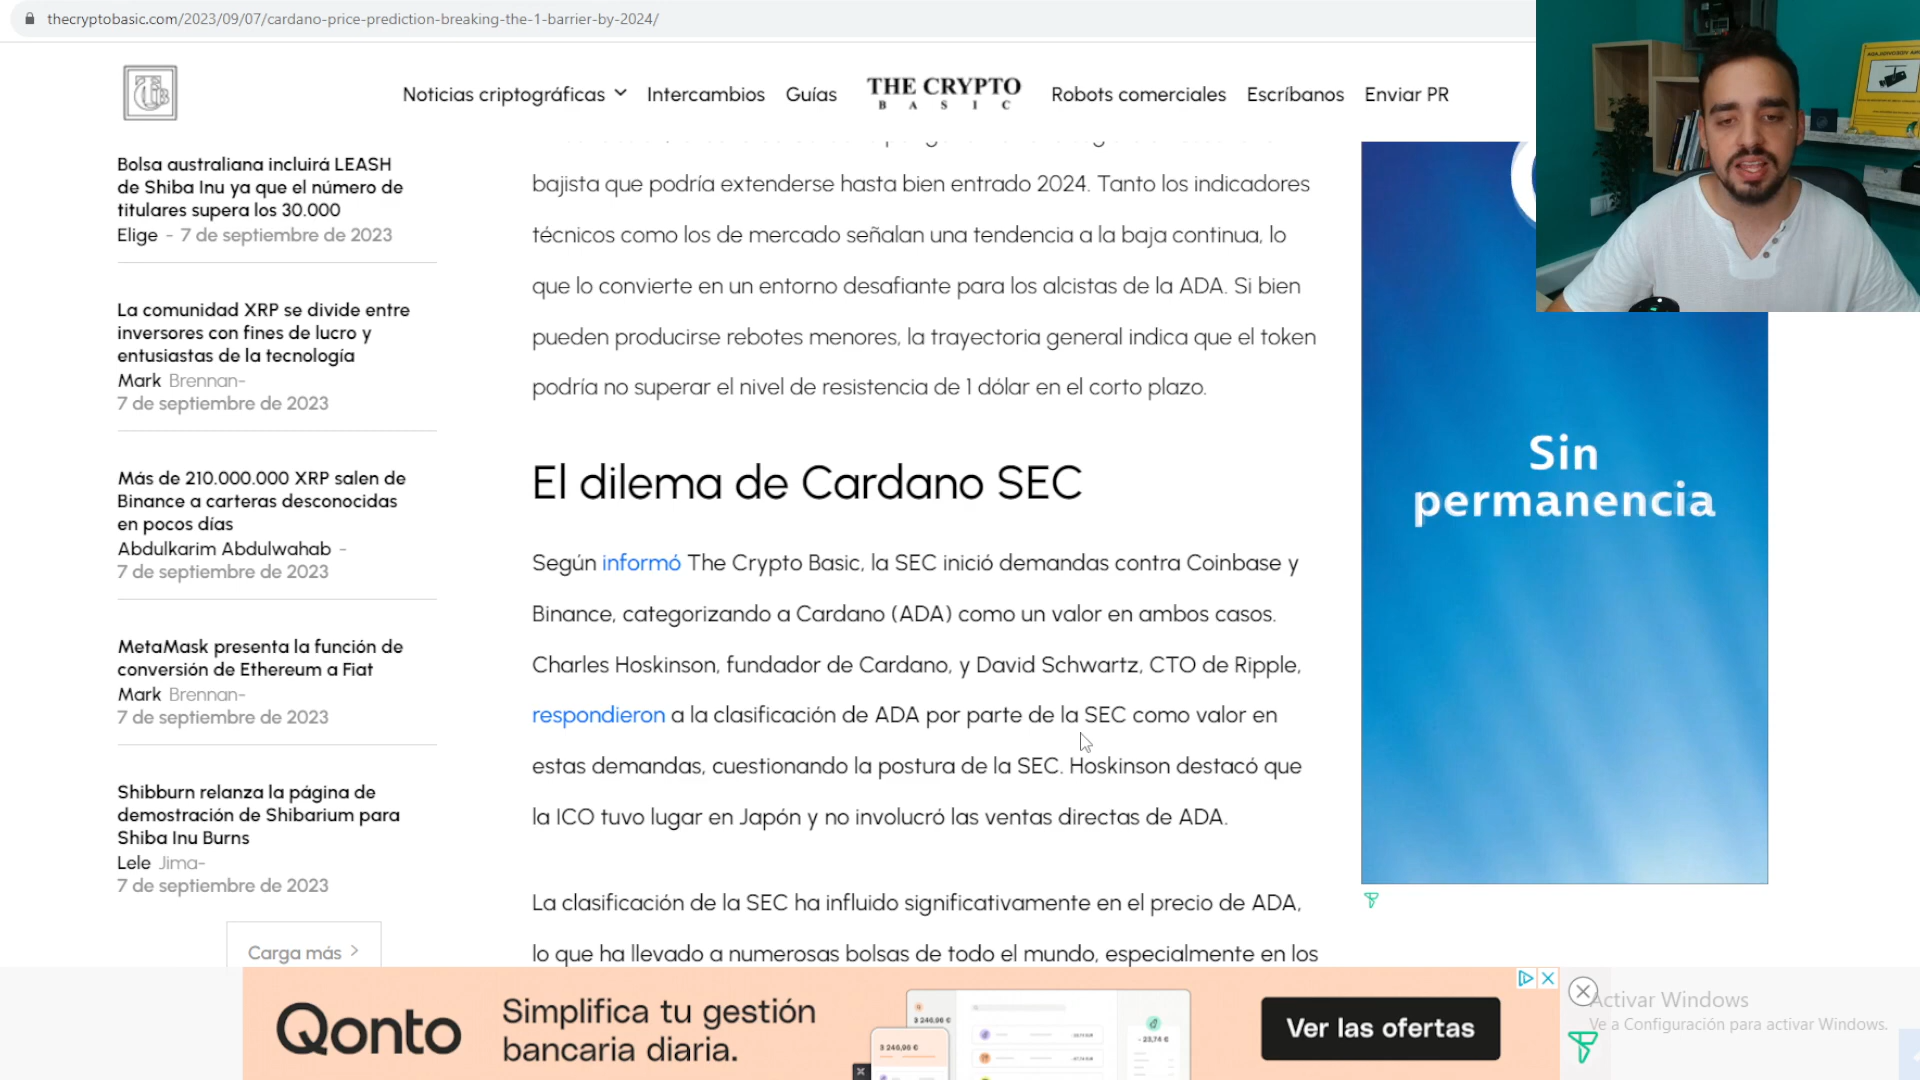 thecryptobasic.com/2023/09/07/cardano-price-prediction-breaking-the-1-barrier-by-2024/
Noticias criptográficas
Intercambios
Guías
THE CRYPTO
BASIC
Robots comerciales
Escríbanos
Enviar PR
Bolsa australiana incluirá LEASH
de Shiba Inu ya que el número de
titulares supera los 30.000
Elige - 7 de septiembre de 2023
La comunidad XRP se divide entre
inversores con fines de lucro y
entusiastas de la tecnología
Mark Brennan-
7 de septiembre de 2023
Más de 210.000.000 XRP salen de
Binance a carteras desconocidas
en pocos días
Abdulkarim Abdulwahab -
7 de septiembre de 2023
MetaMask presenta la función de
conversión de Ethereum a Fiat
Mark Brennan-
7 de septiembre de 2023
Shibburn relanza la página de
demostración de Shibarium para
Shiba Inu Burns
Lele Jima-
7 de septiembre de 2023
Carga más >
bajista que podría extenderse hasta bien entrado 2024. Tanto los indicadores
técnicos como los de mercado señalan una tendencia a la baja continua, lo
que lo convierte en un entorno desafiante para los alcistas de la ADA. Si bien
pueden producirse rebotes menores, la trayectoria general indica que el token
podría no superar el nivel de resistencia de 1 dólar en el corto plazo.
El dilema de Cardano SEC
Según informó The Crypto Basic, la SEC inició demandas contra Coinbase y
Binance, categorizando a Cardano (ADA) como un valor en ambos casos.
Charles Hoskinson, fundador de Cardano, y David Schwartz, CTO de Ripple,
respondieron a la clasificación de ADA por parte de la SEC como valor en
estas demandas, cuestionando la postura de la SEC. Hoskinson destacó que
la ICO tuvo lugar en Japón y no involucró las ventas directas de ADA.
La clasificación de la SEC ha influido significativamente en el precio de ADA,
lo que ha llevado a numerosas bolsas de todo el mundo, especialmente en los
Sin
permanencia
Qonto
Simplifica tu gestión
bancaria diaria.
3 246,96 €
3 246,96 €
- 23,74 €
Ver las ofertas
Activar Windows
Ve a Configuración para activar Windows.